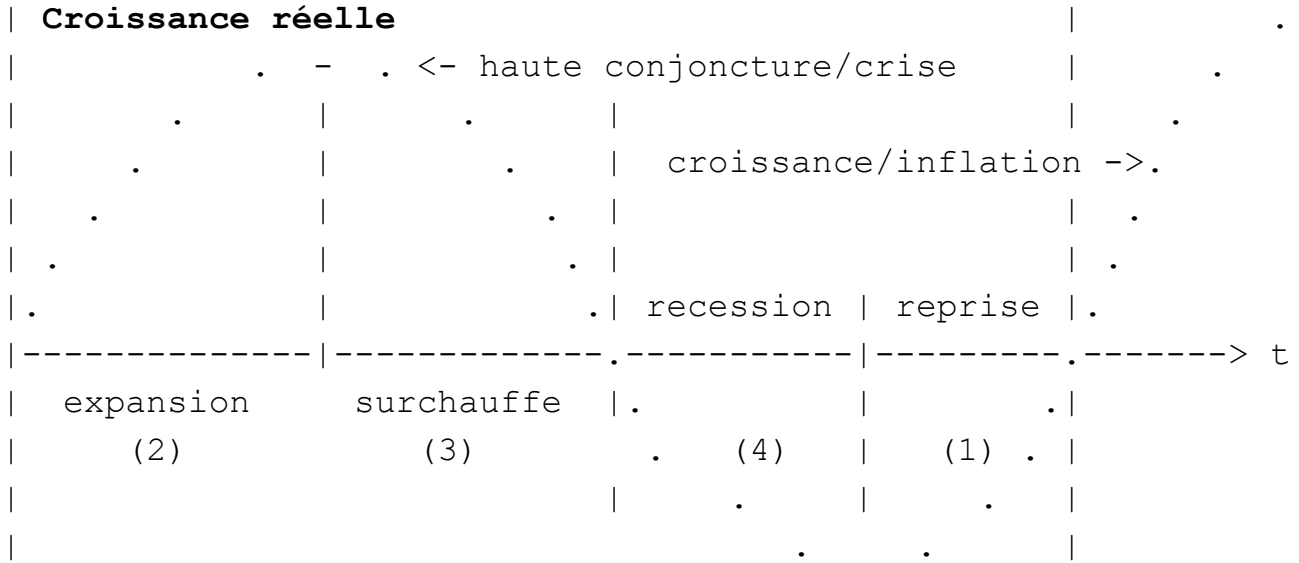 Croissance réelle
<- haute conjoncture/crise
croissance/inflation ->
recession | reprise
t
expansion surchauffe
(2) (3) (4) (1)